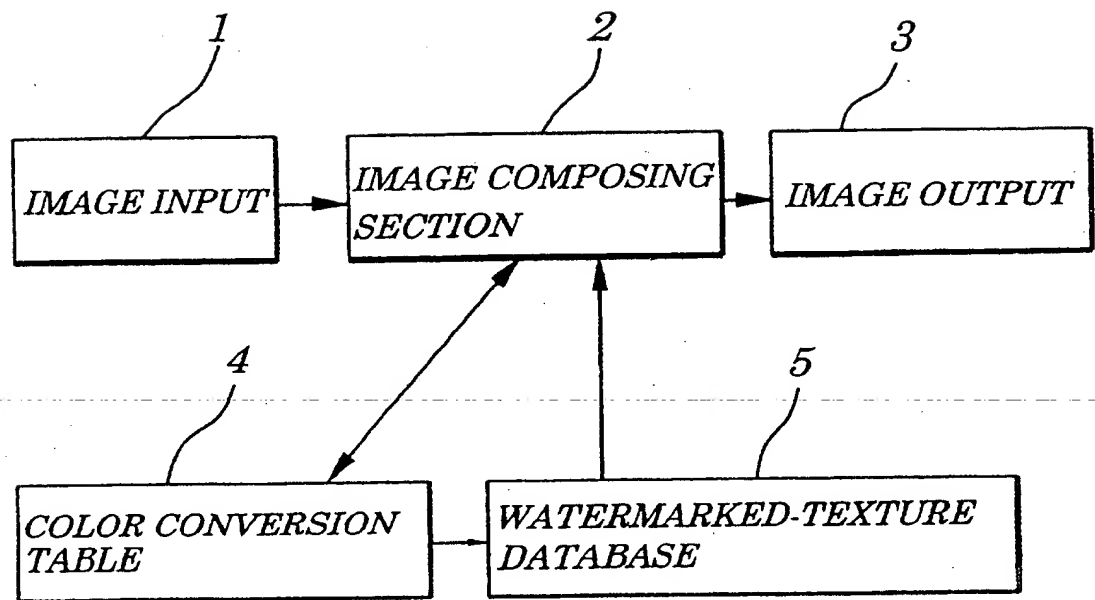 1
2
3
IMAGE INPUT
IMAGE COMPOSING
SECTION
IMAGE OUTPUT
4
5
COLOR CONVERSION
TABLE
WATERMARKED-TEXTURE
DATABASE